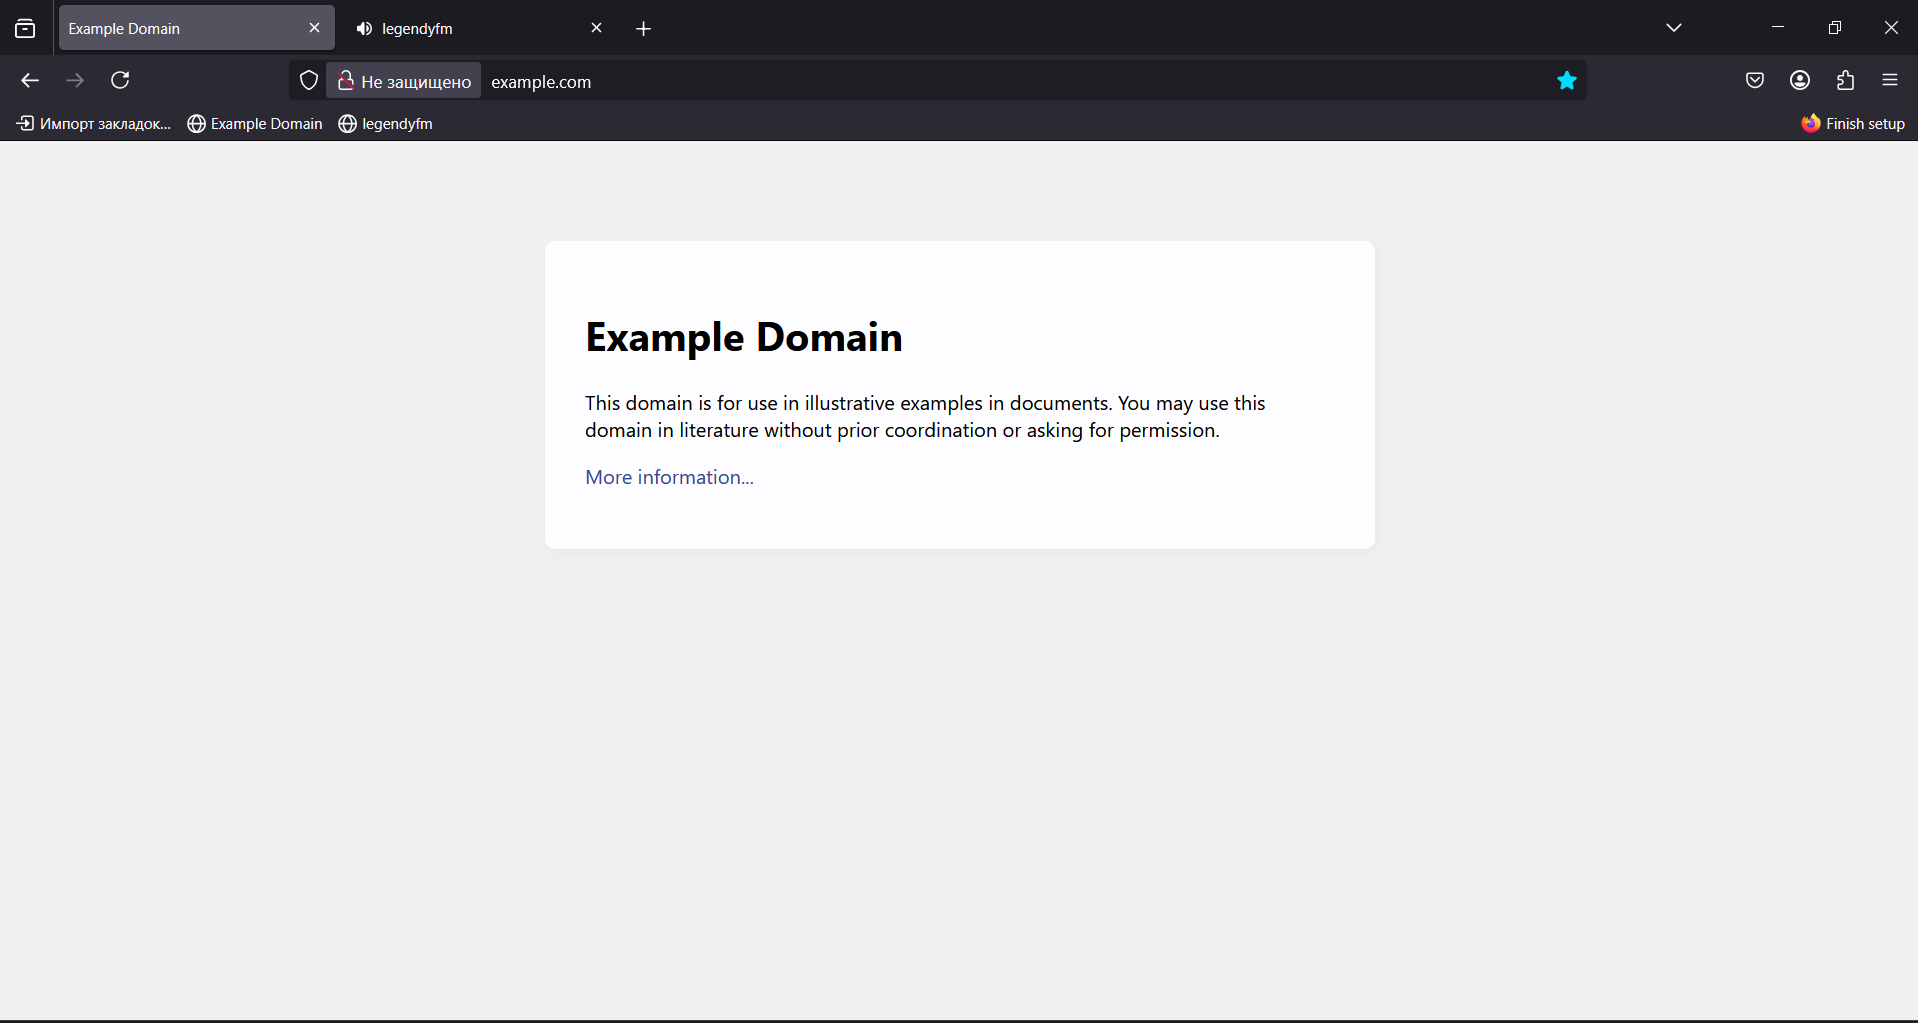 Example Domain
legendyfm
Не защищено
example.com
Импорт закладок...
Example Domain
legendyfm
Finish setup
Example Domain
This domain is for use in illustrative examples in documents. You may use this
domain in literature without prior coordination or asking for permission.
More information...